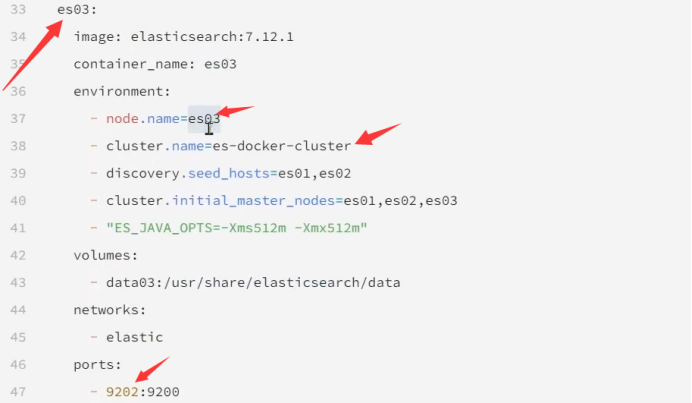 33 es03:
34 image: elasticsearch:7.12.1
35 container_name: es03
36 environment:
37 - node.name=es03
38 - cluster.name=es-docker-cluster
39 - discovery.seed_hosts=es01,es02
40 - cluster.initial_master_nodes=es01,es02,es03
41 - "ES_JAVA_OPTS=-Xms512m -Xmx512m"
42 volumes:
43 - data03:/usr/share/elasticsearch/data
44 networks:
45 - elastic
46 ports:
47 - 9202:9200